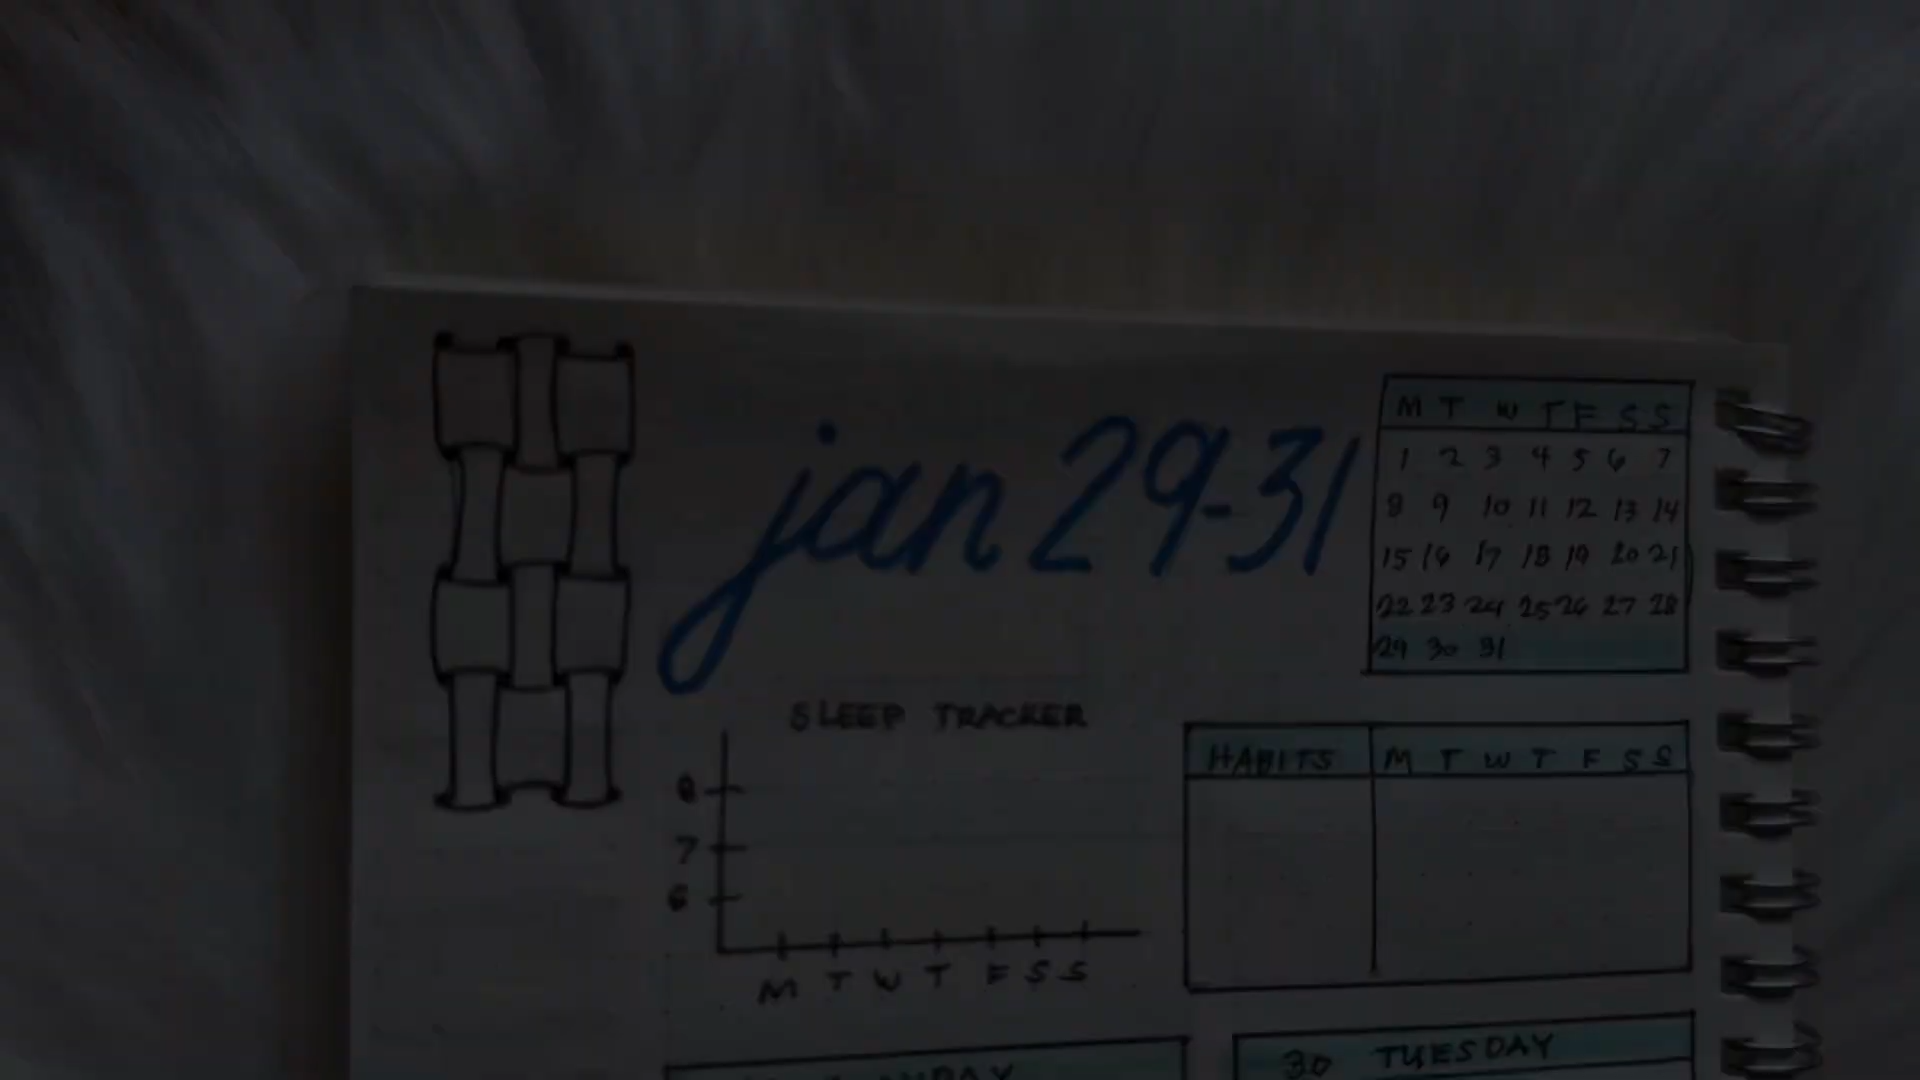 jan 29-31
M T W T F S S
1 2 3 4 5 6 7
8 9 10 11 12 13 14
15 16 17 18 19 20 21
22 23 24 25 26 27 28
29 30 31
SLEEP TRACKER
8
7
6
M T W T F S S
HABITS M T W T F S S
30 TUESDAY